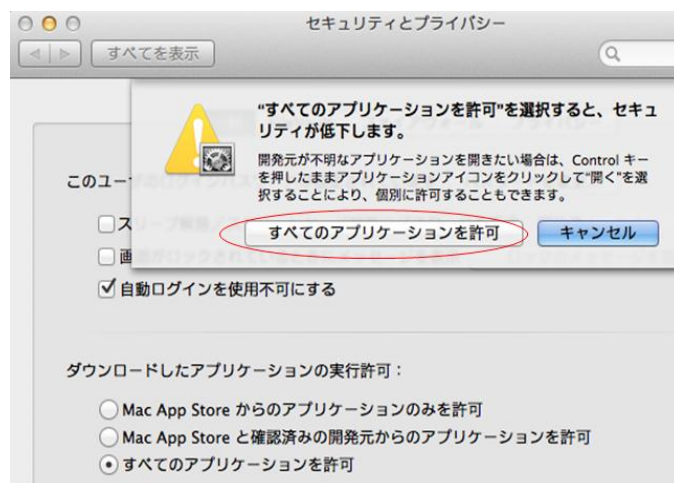 セキュリティとプライバシー
すべてを表示
“すべてのアプリケーションを許可”を選択すると、セキュ
リティが低下します。
開発元が不明なアプリケーションを開きたい場合は、Control キー
を押したままアプリケーションアイコンをクリックして“開く”を選
択することにより、個別に許可することもできます。
すべてのアプリケーションを許可
キャンセル
このユー
ス
画
自動ログインを使用不可にする
ダウンロードしたアプリケーションの実行許可：
Mac App Store からのアプリケーションのみを許可
Mac App Store と確認済みの開発元からのアプリケーションを許可
すべてのアプリケーションを許可